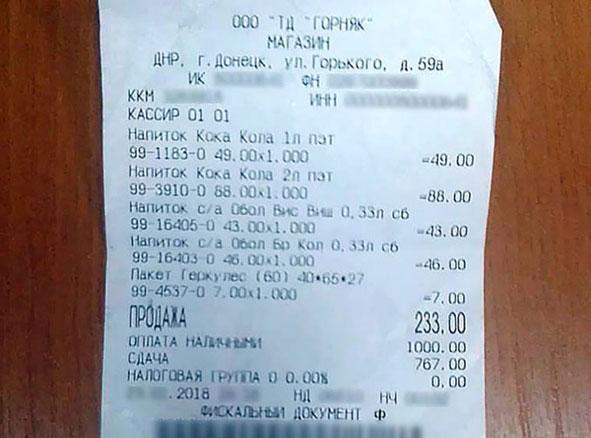 ООО "ТД "ГОРНЯК"
МАГАЗИН
ДНР, г.Донецк, ул.Горького, д.59а
ИК ФН
ККМ ИНН
КАССИР 01 01
Напиток Кока Кола 1л пэт
99-1183-0 49.00x1.000 =49.00
Напиток Кока Кола 2л пэт
99-3910-0 88.00x1.000 =88.00
Напиток с/а Обол Вис Виш 0,33л сб
99-16405-0 43.00x1.000 =43.00
Напиток с/а Обол Бр Кол 0,33л сб
99-16403-0 46.00x1.000 =46.00
Пакет Геркулес (60) 40*65*27
99-4537-0 7.00x1.000 =7.00
ПРОДАЖА 233.00
ОПЛАТА НАЛИЧНЫМИ 1000.00
СДАЧА 767.00
НАЛОГОВАЯ ГРУППА 0 0.00% 0.00
.2018 НД НЧ
ФИСКАЛЬНЫЙ ДОКУМЕНТ Ф